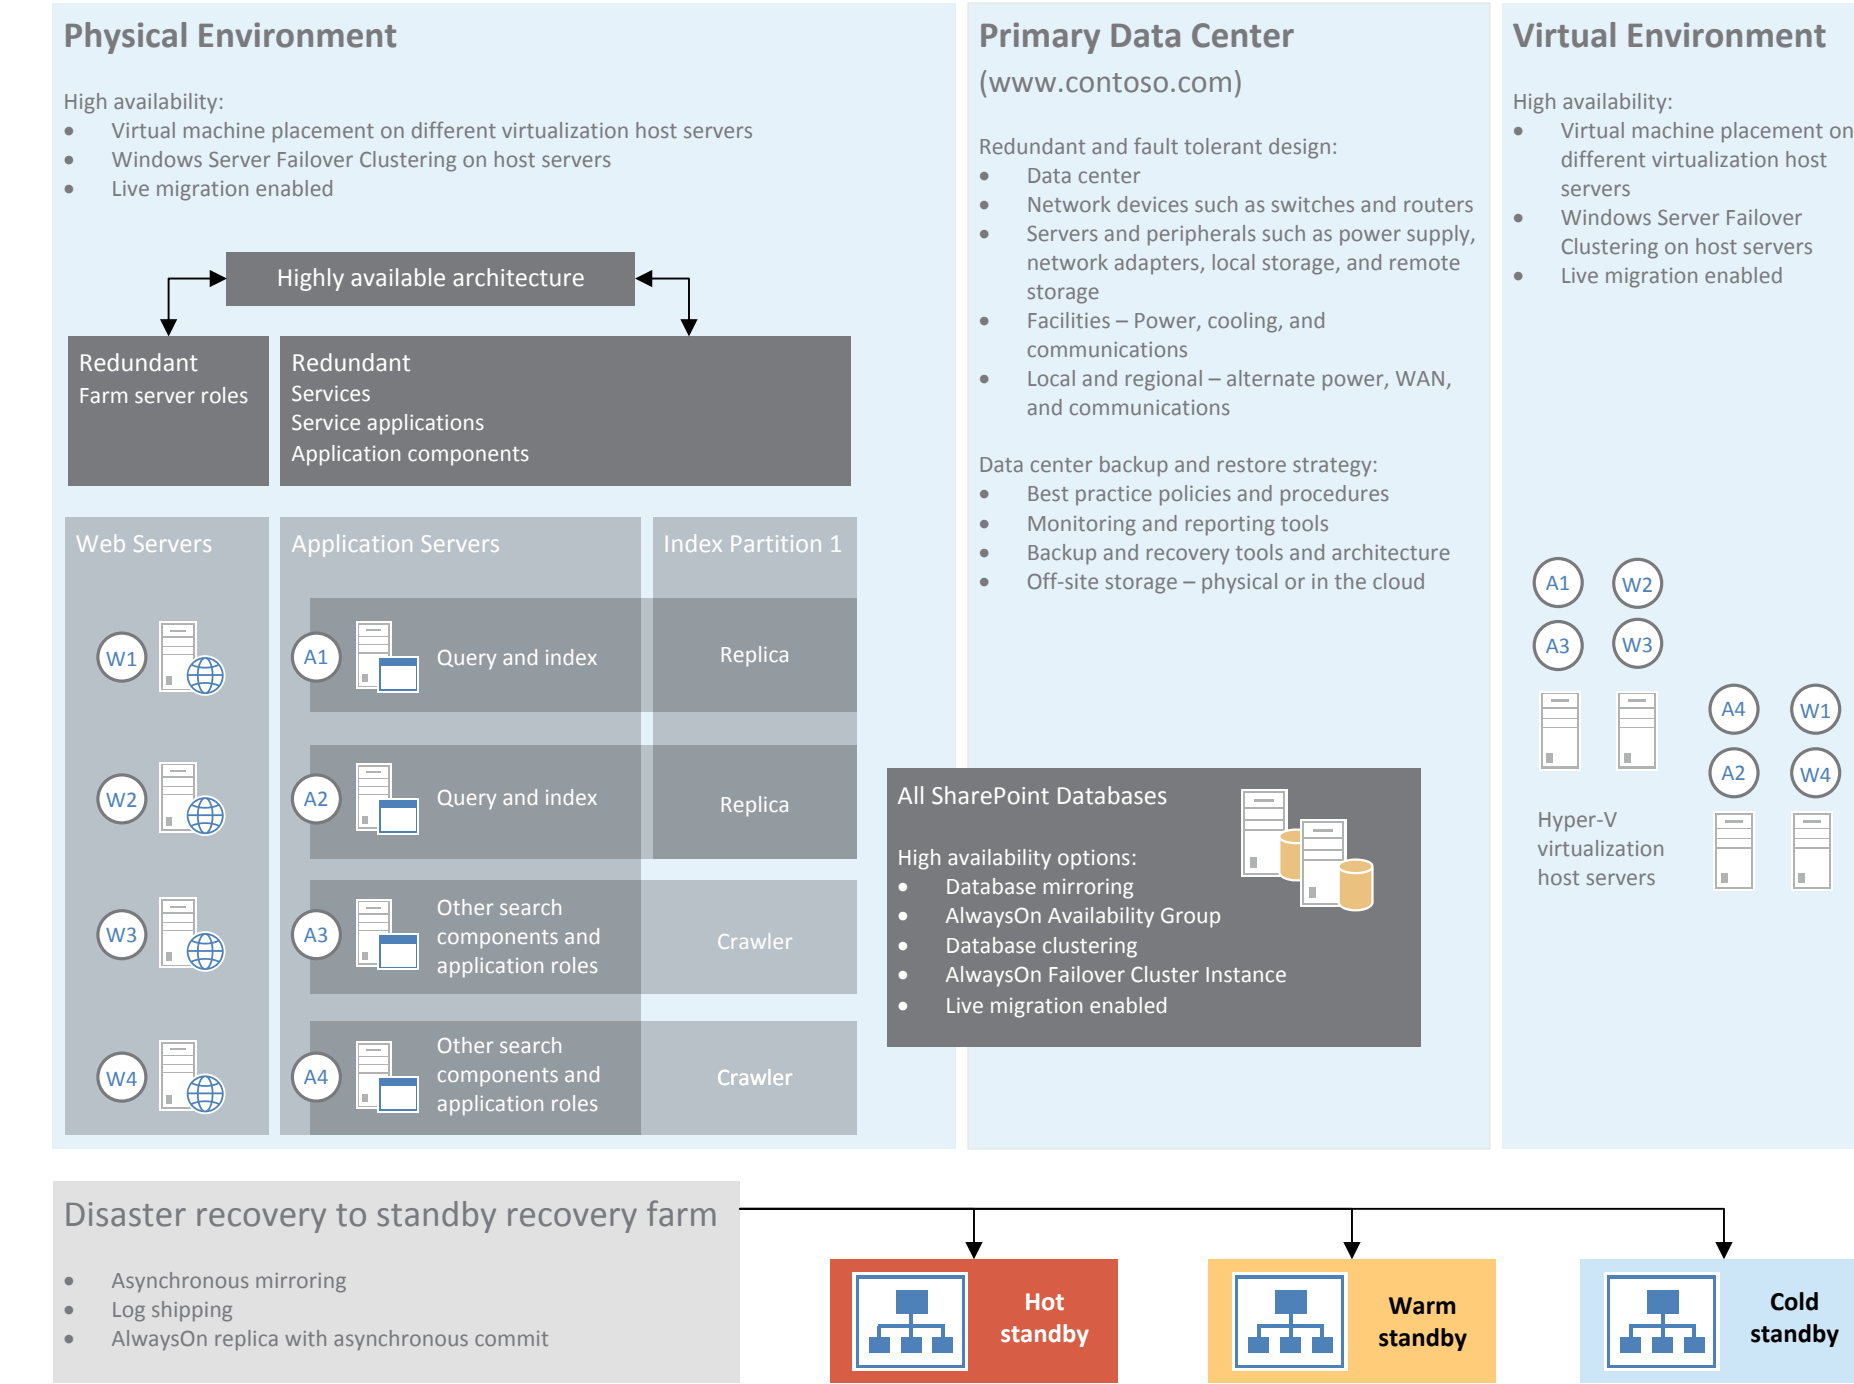 Physical Environment
High availability:
• Virtual machine placement on different virtualization host servers
• Windows Server Failover Clustering on host servers
• Live migration enabled
Highly available architecture
Redundant
Farm server roles
Redundant
Services
Service applications
Application components
Web Servers
Application Servers
Index Partition 1
W1
A1
Query and index
Replica
W2
A2
Query and index
Replica
W3
A3
Other search
components and
application roles
Crawler
W4
A4
Other search
components and
application roles
Crawler
Primary Data Center
(www.contoso.com)
Redundant and fault tolerant design:
• Data center
• Network devices such as switches and routers
• Servers and peripherals such as power supply,
network adapters, local storage, and remote
storage
• Facilities – Power, cooling, and
communications
• Local and regional – alternate power, WAN,
and communications
Data center backup and restore strategy:
• Best practice policies and procedures
• Monitoring and reporting tools
• Backup and recovery tools and architecture
• Off-site storage – physical or in the cloud
All SharePoint Databases
High availability options:
• Database mirroring
• AlwaysOn Availability Group
• Database clustering
• AlwaysOn Failover Cluster Instance
• Live migration enabled
Virtual Environment
High availability:
• Virtual machine placement on
different virtualization host
servers
• Windows Server Failover
Clustering on host servers
• Live migration enabled
A1
W2
A3
W3
A4
W1
A2
W4
Hyper-V
virtualization
host servers
Disaster recovery to standby recovery farm
• Asynchronous mirroring
• Log shipping
• AlwaysOn replica with asynchronous commit
Hot
standby
Warm
standby
Cold
standby